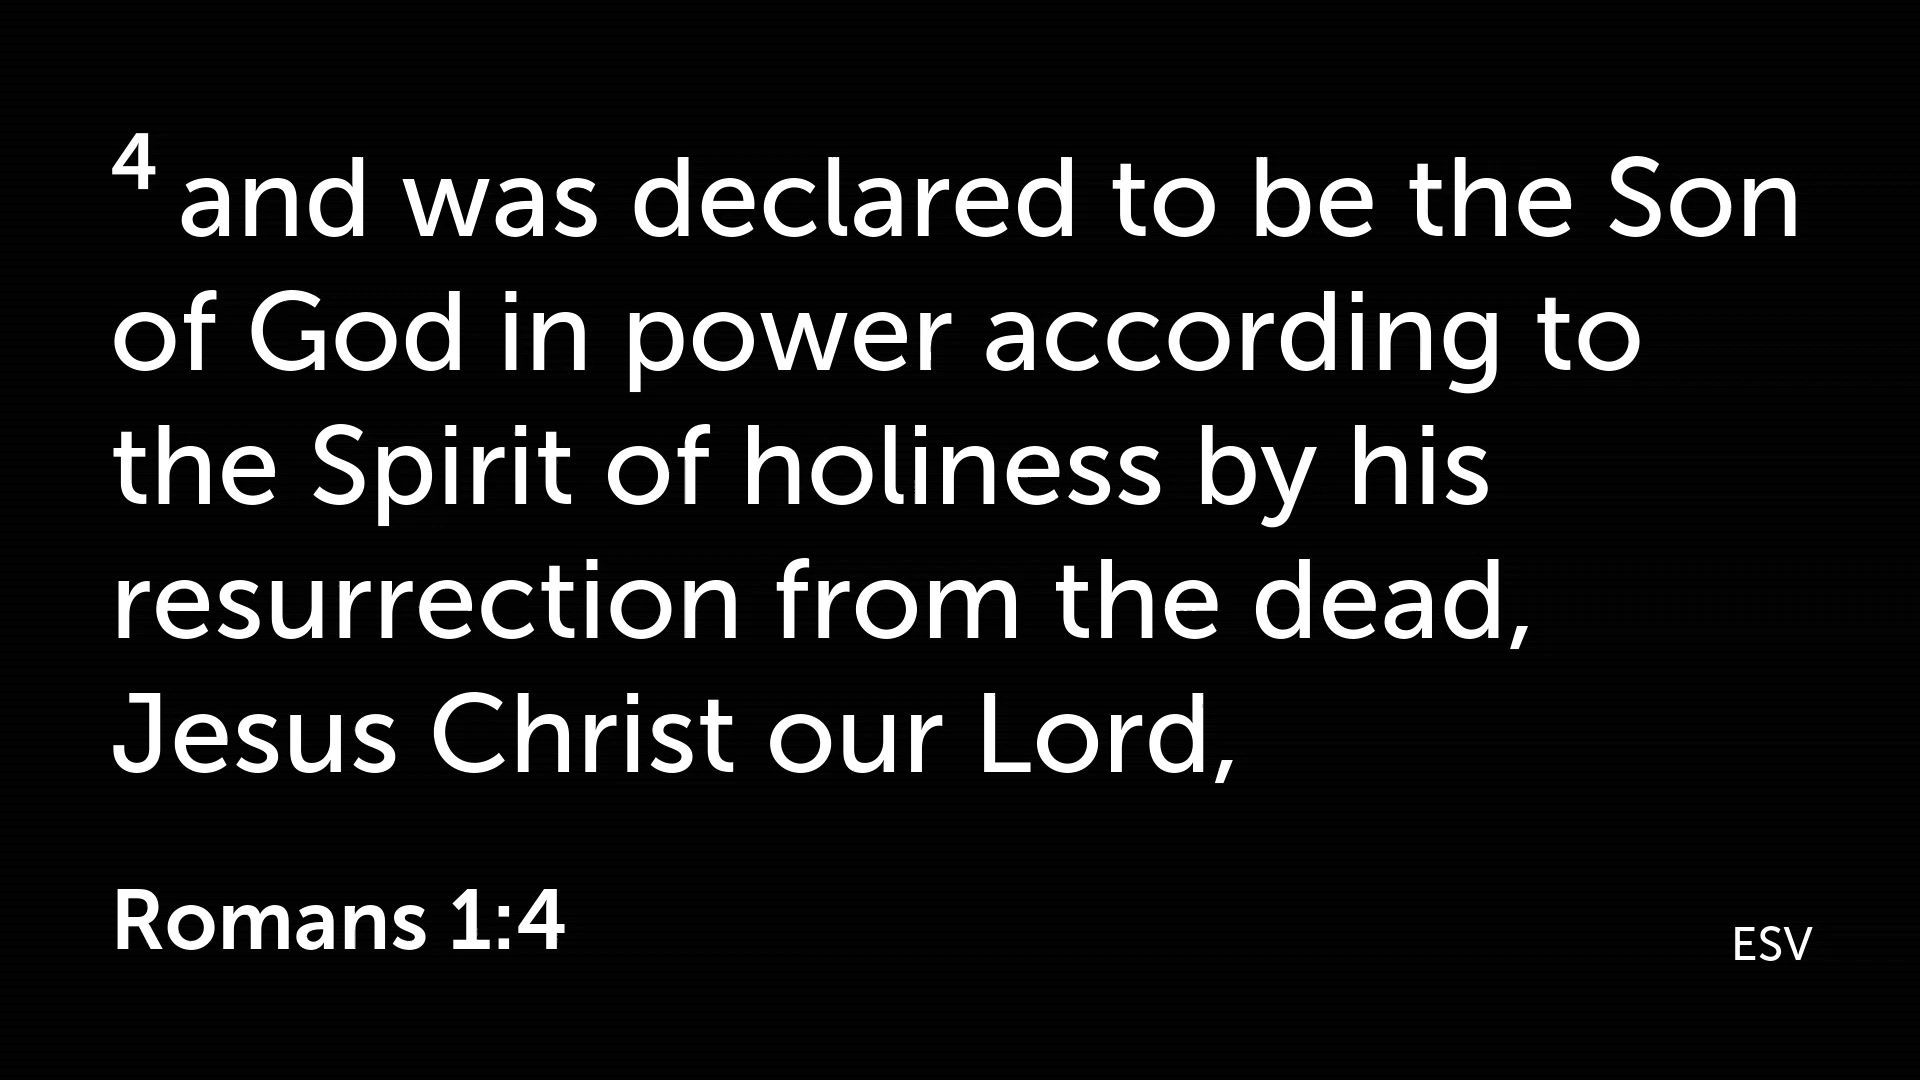 4 and was declared to be the Son
of God in power according to
the Spirit of holiness by his
resurrection from the dead,
Jesus Christ our Lord,
Romans 1:4
ESV